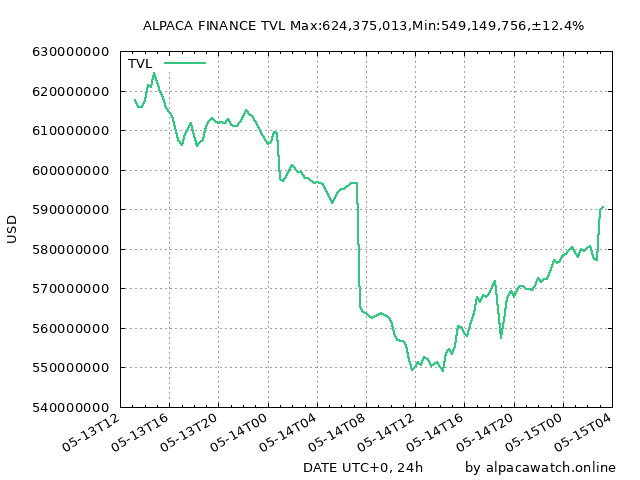 ALPACA FINANCE TVL Max:624,375,013,Min:549,149,756,±12.4%
TVL
630000000
620000000
610000000
600000000
590000000
580000000
570000000
560000000
550000000
540000000
USD
05-13T12
05-13T16
05-13T20
05-14T00
05-14T04
05-14T08
05-14T12
05-14T16
05-14T20
05-15T00
05-15T04
DATE UTC+0, 24h
by alpacawatch.online